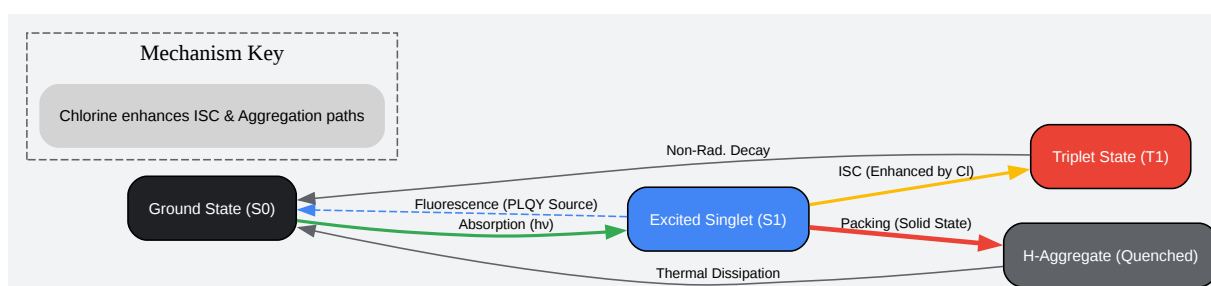 Mechanism Key
Chlorine enhances ISC & Aggregation paths
Non-Rad. Decay
Triplet State (T1)
ISC (Enhanced by Cl)
Ground State (S0)
Fluorescence (PLQY Source)
Excited Singlet (S1)
Absorption (hν)
Packing (Solid State)
H-Aggregate (Quenched)
Thermal Dissipation